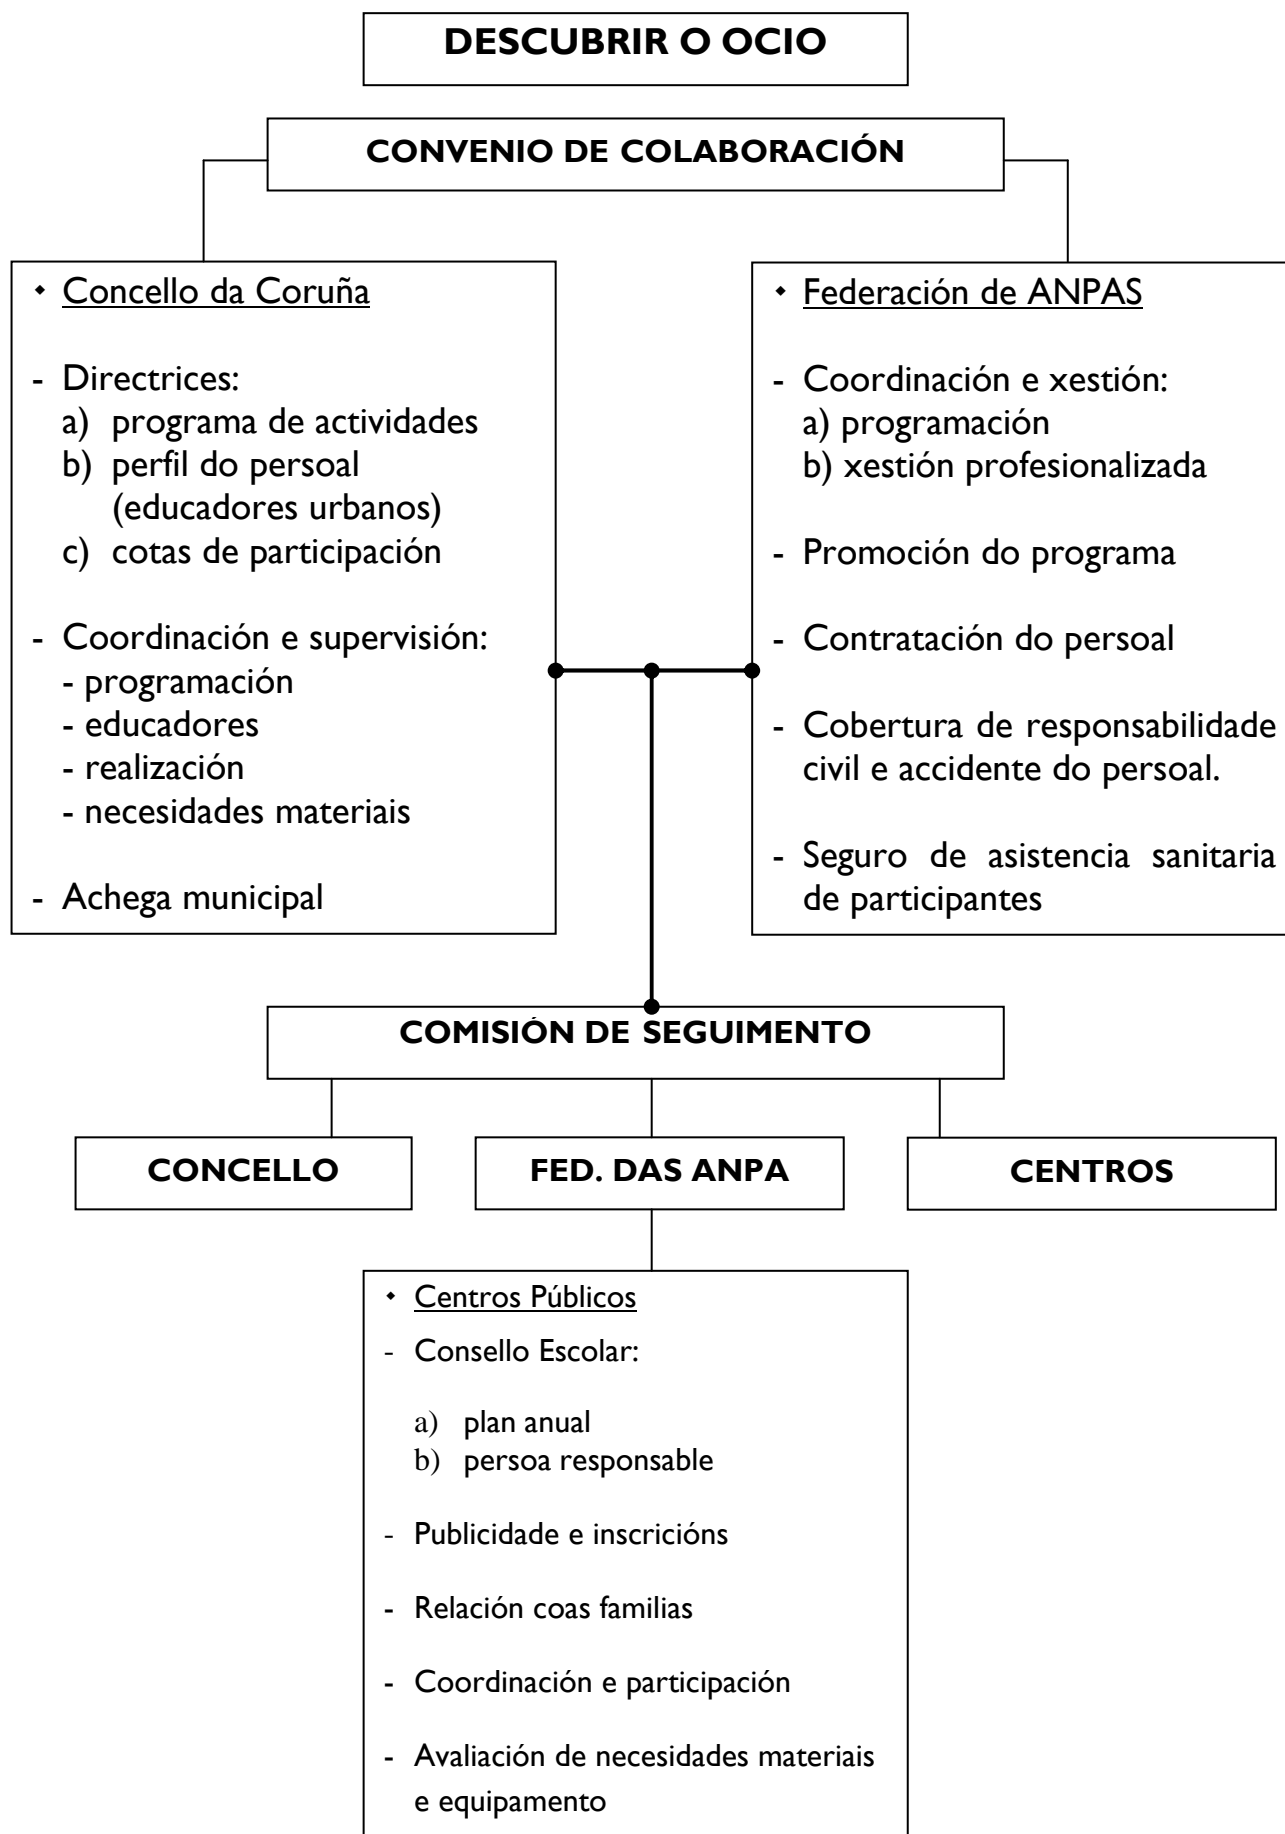 DESCUBRIR O OCIO
CONVENIO DE COLABORACIÓN
• Concello da Coruña
- Directrices:
a) programa de actividades
b) perfil do persoal
(educadores urbanos)
c) cotas de participación
- Coordinación e supervisión:
- programación
- educadores
- realización
- necesidades materiais
- Achega municipal
• Federación de ANPAS
- Coordinación e xestión:
a) programación
b) xestión profesionalizada
- Promoción do programa
- Contratación do persoal
- Cobertura de responsabilidade
civil e accidente do persoal.
- Seguro de asistencia sanitaria
de participantes
COMISIÓN DE SEGUIMENTO
CONCELLO
FED. DAS ANPA
CENTROS
• Centros Públicos
- Consello Escolar:
a) plan anual
b) persoa responsable
- Publicidade e inscricións
- Relación coas familias
- Coordinación e participación
- Avaliación de necesidades materiais
e equipamento